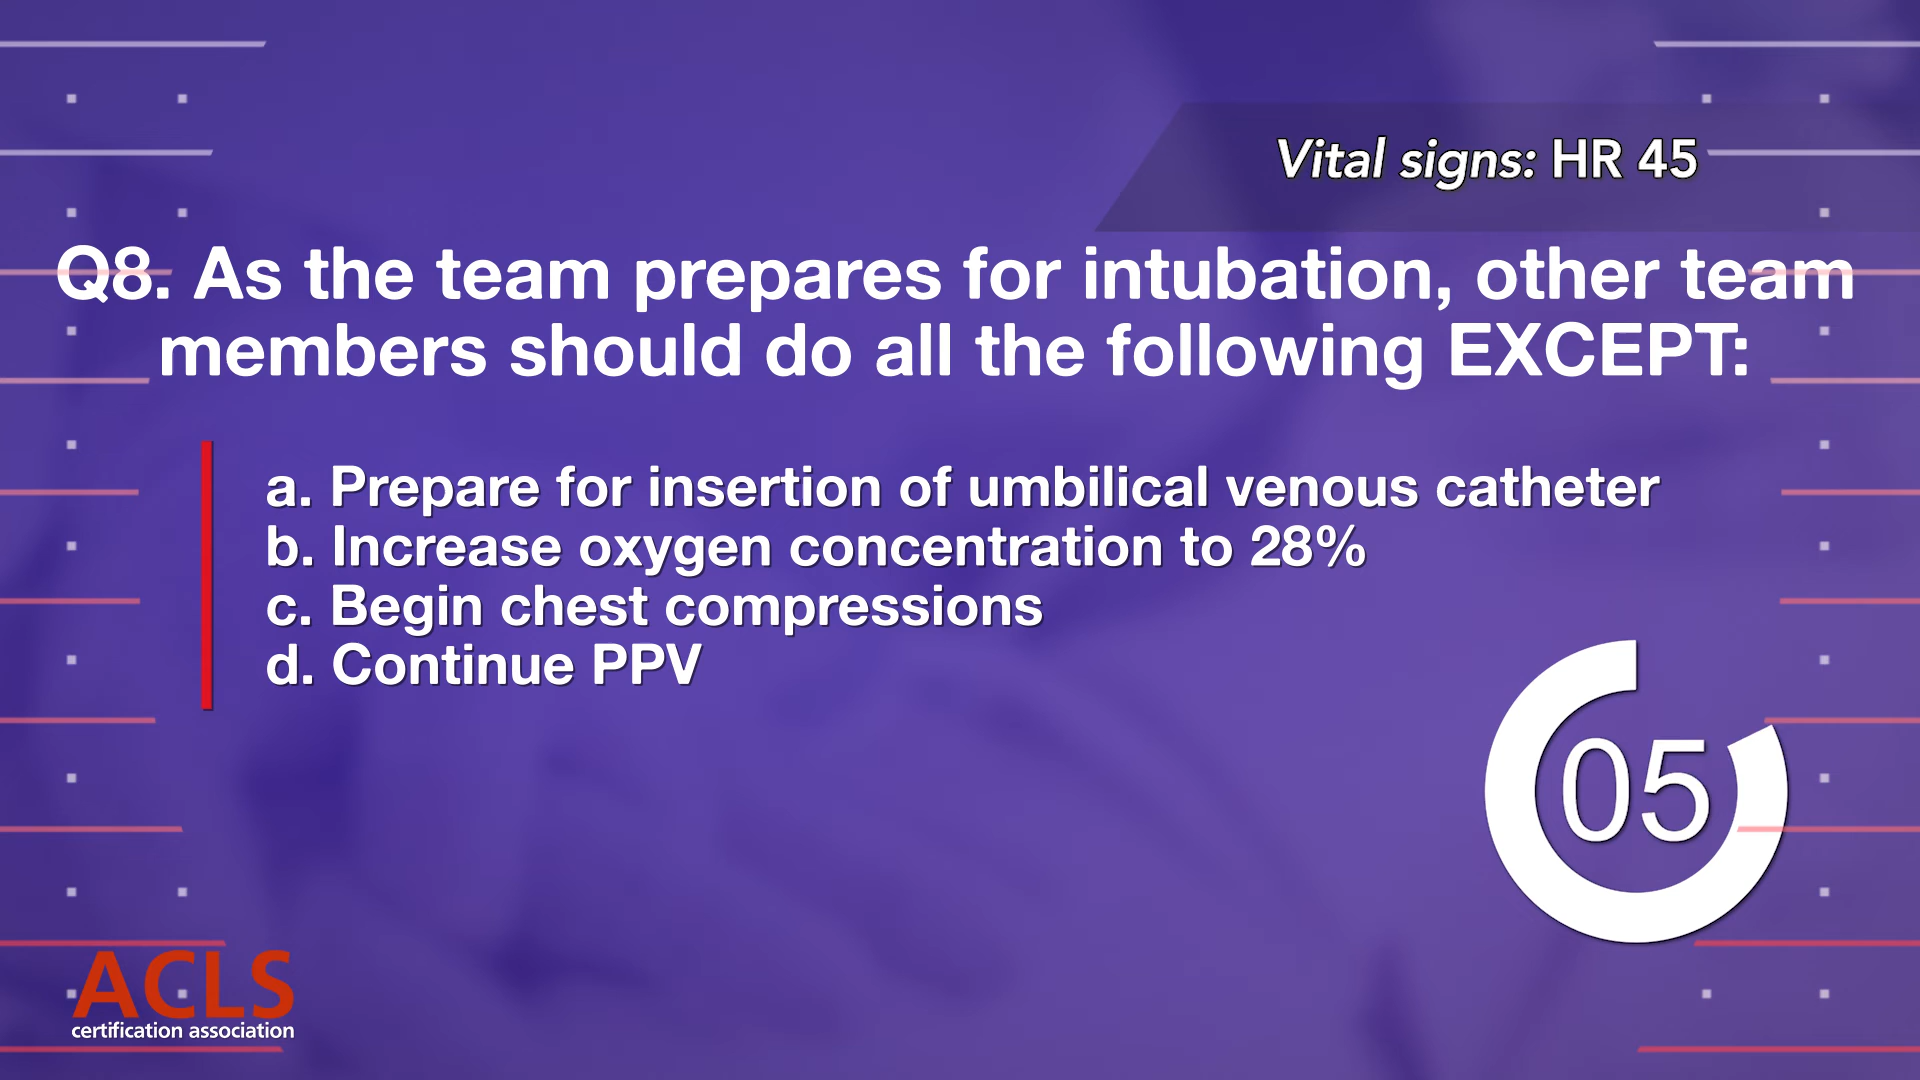 Vital signs: HR 45
Q8. As the team prepares for intubation, other team
members should do all the following EXCEPT:
a. Prepare for insertion of umbilical venous catheter
b. Increase oxygen concentration to 28%
c. Begin chest compressions
d. Continue PPV
05
ACLS
certification association